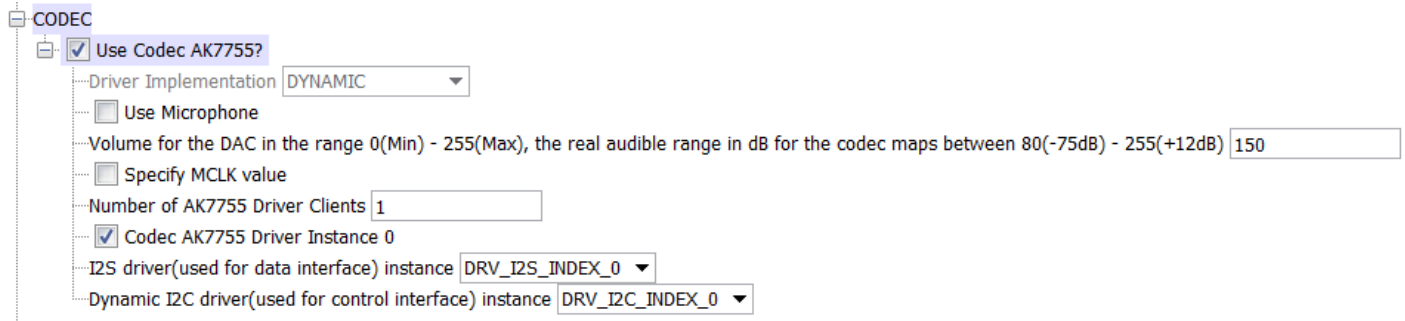 CODEC
Use Codec AK7755?
Driver Implementation DYNAMIC
Use Microphone
Volume for the DAC in the range 0(Min) - 255(Max), the real audible range in dB for the codec maps between 80(-75dB) - 255(+12dB) 150
Specify MCLK value
Number of AK7755 Driver Clients 1
Codec AK7755 Driver Instance 0
I2S driver(used for data interface) instance DRV_I2S_INDEX_0
Dynamic I2C driver(used for control interface) instance DRV_I2C_INDEX_0